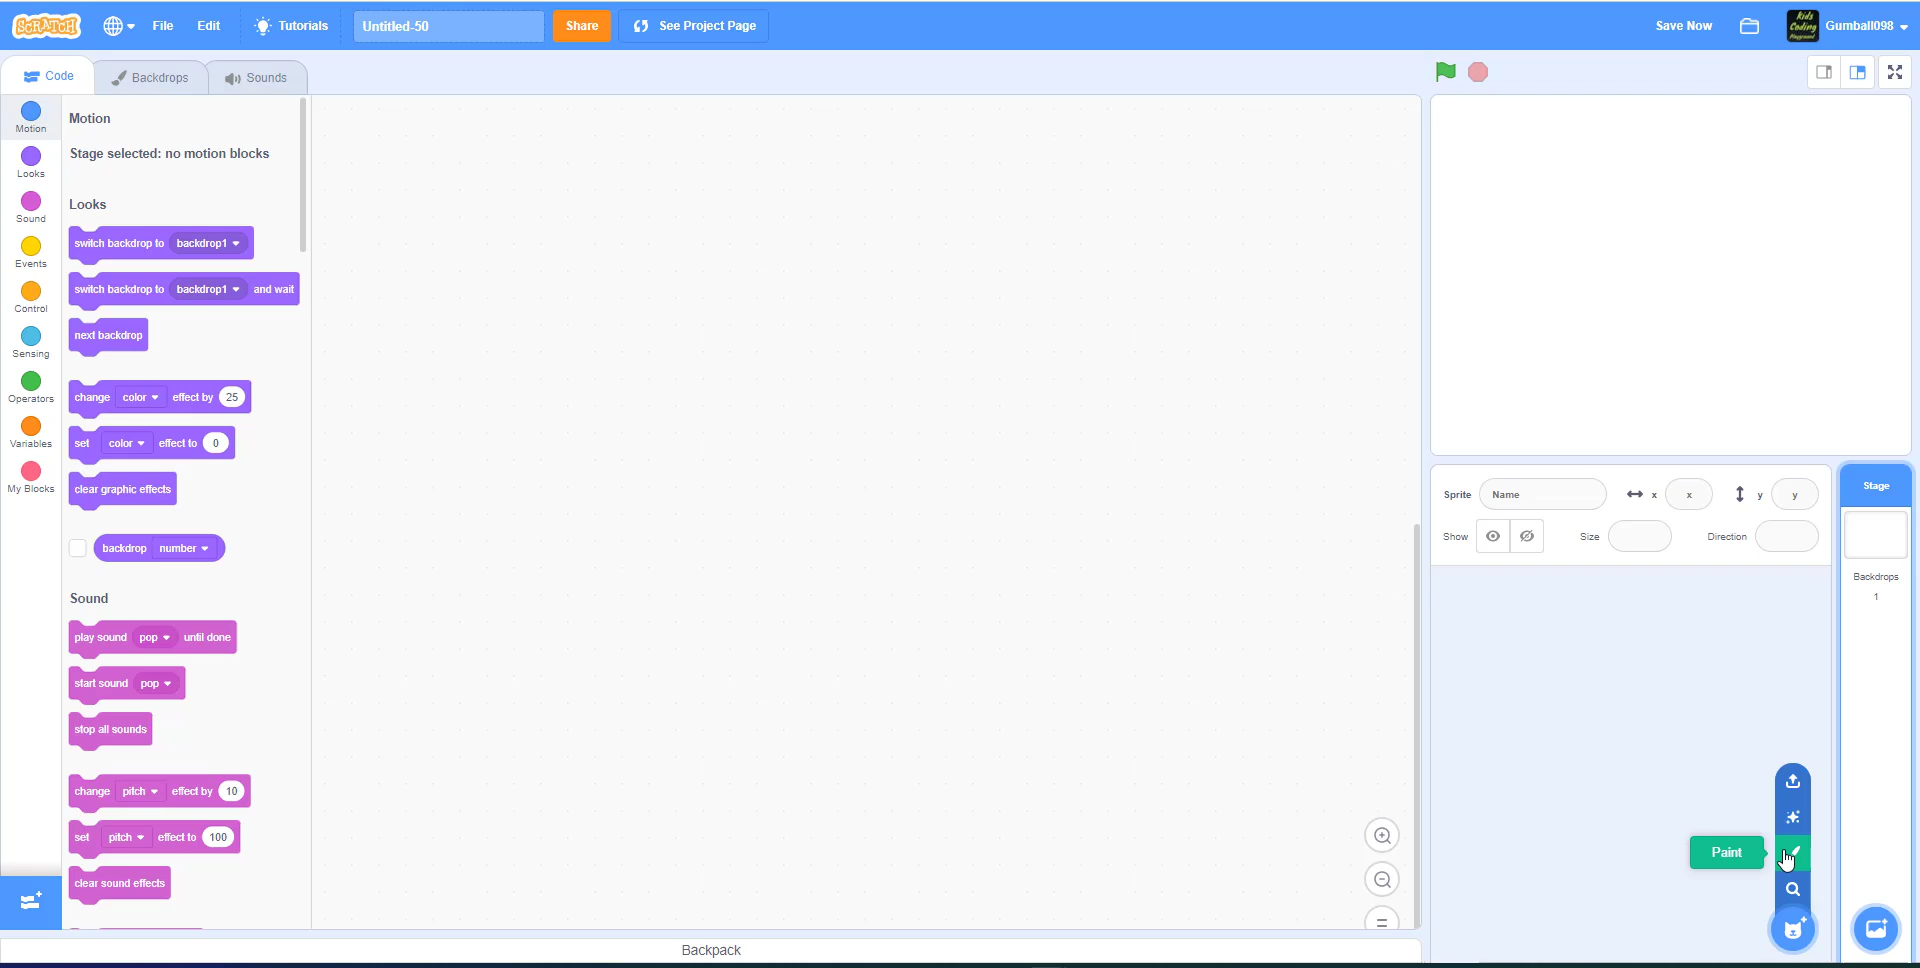 SCRATCH File Edit Tutorials Untitled-50 Share See Project Page Save Now Kids Coding Playground Gumball098
Code Backdrops Sounds
Motion
Looks
Sound
Events
Control
Sensing
Operators
Variables
My Blocks
Motion
Stage selected: no motion blocks
Looks
switch backdrop to backdrop1
switch backdrop to backdrop1 and wait
next backdrop
change color effect by 25
set color effect to 0
clear graphic effects
backdrop number
Sound
play sound pop until done
start sound pop
stop all sounds
change pitch effect by 10
set pitch effect to 100
clear sound effects
Backpack
Sprite Name x x y y
Show Size Direction
Stage
Backdrops
1
Paint